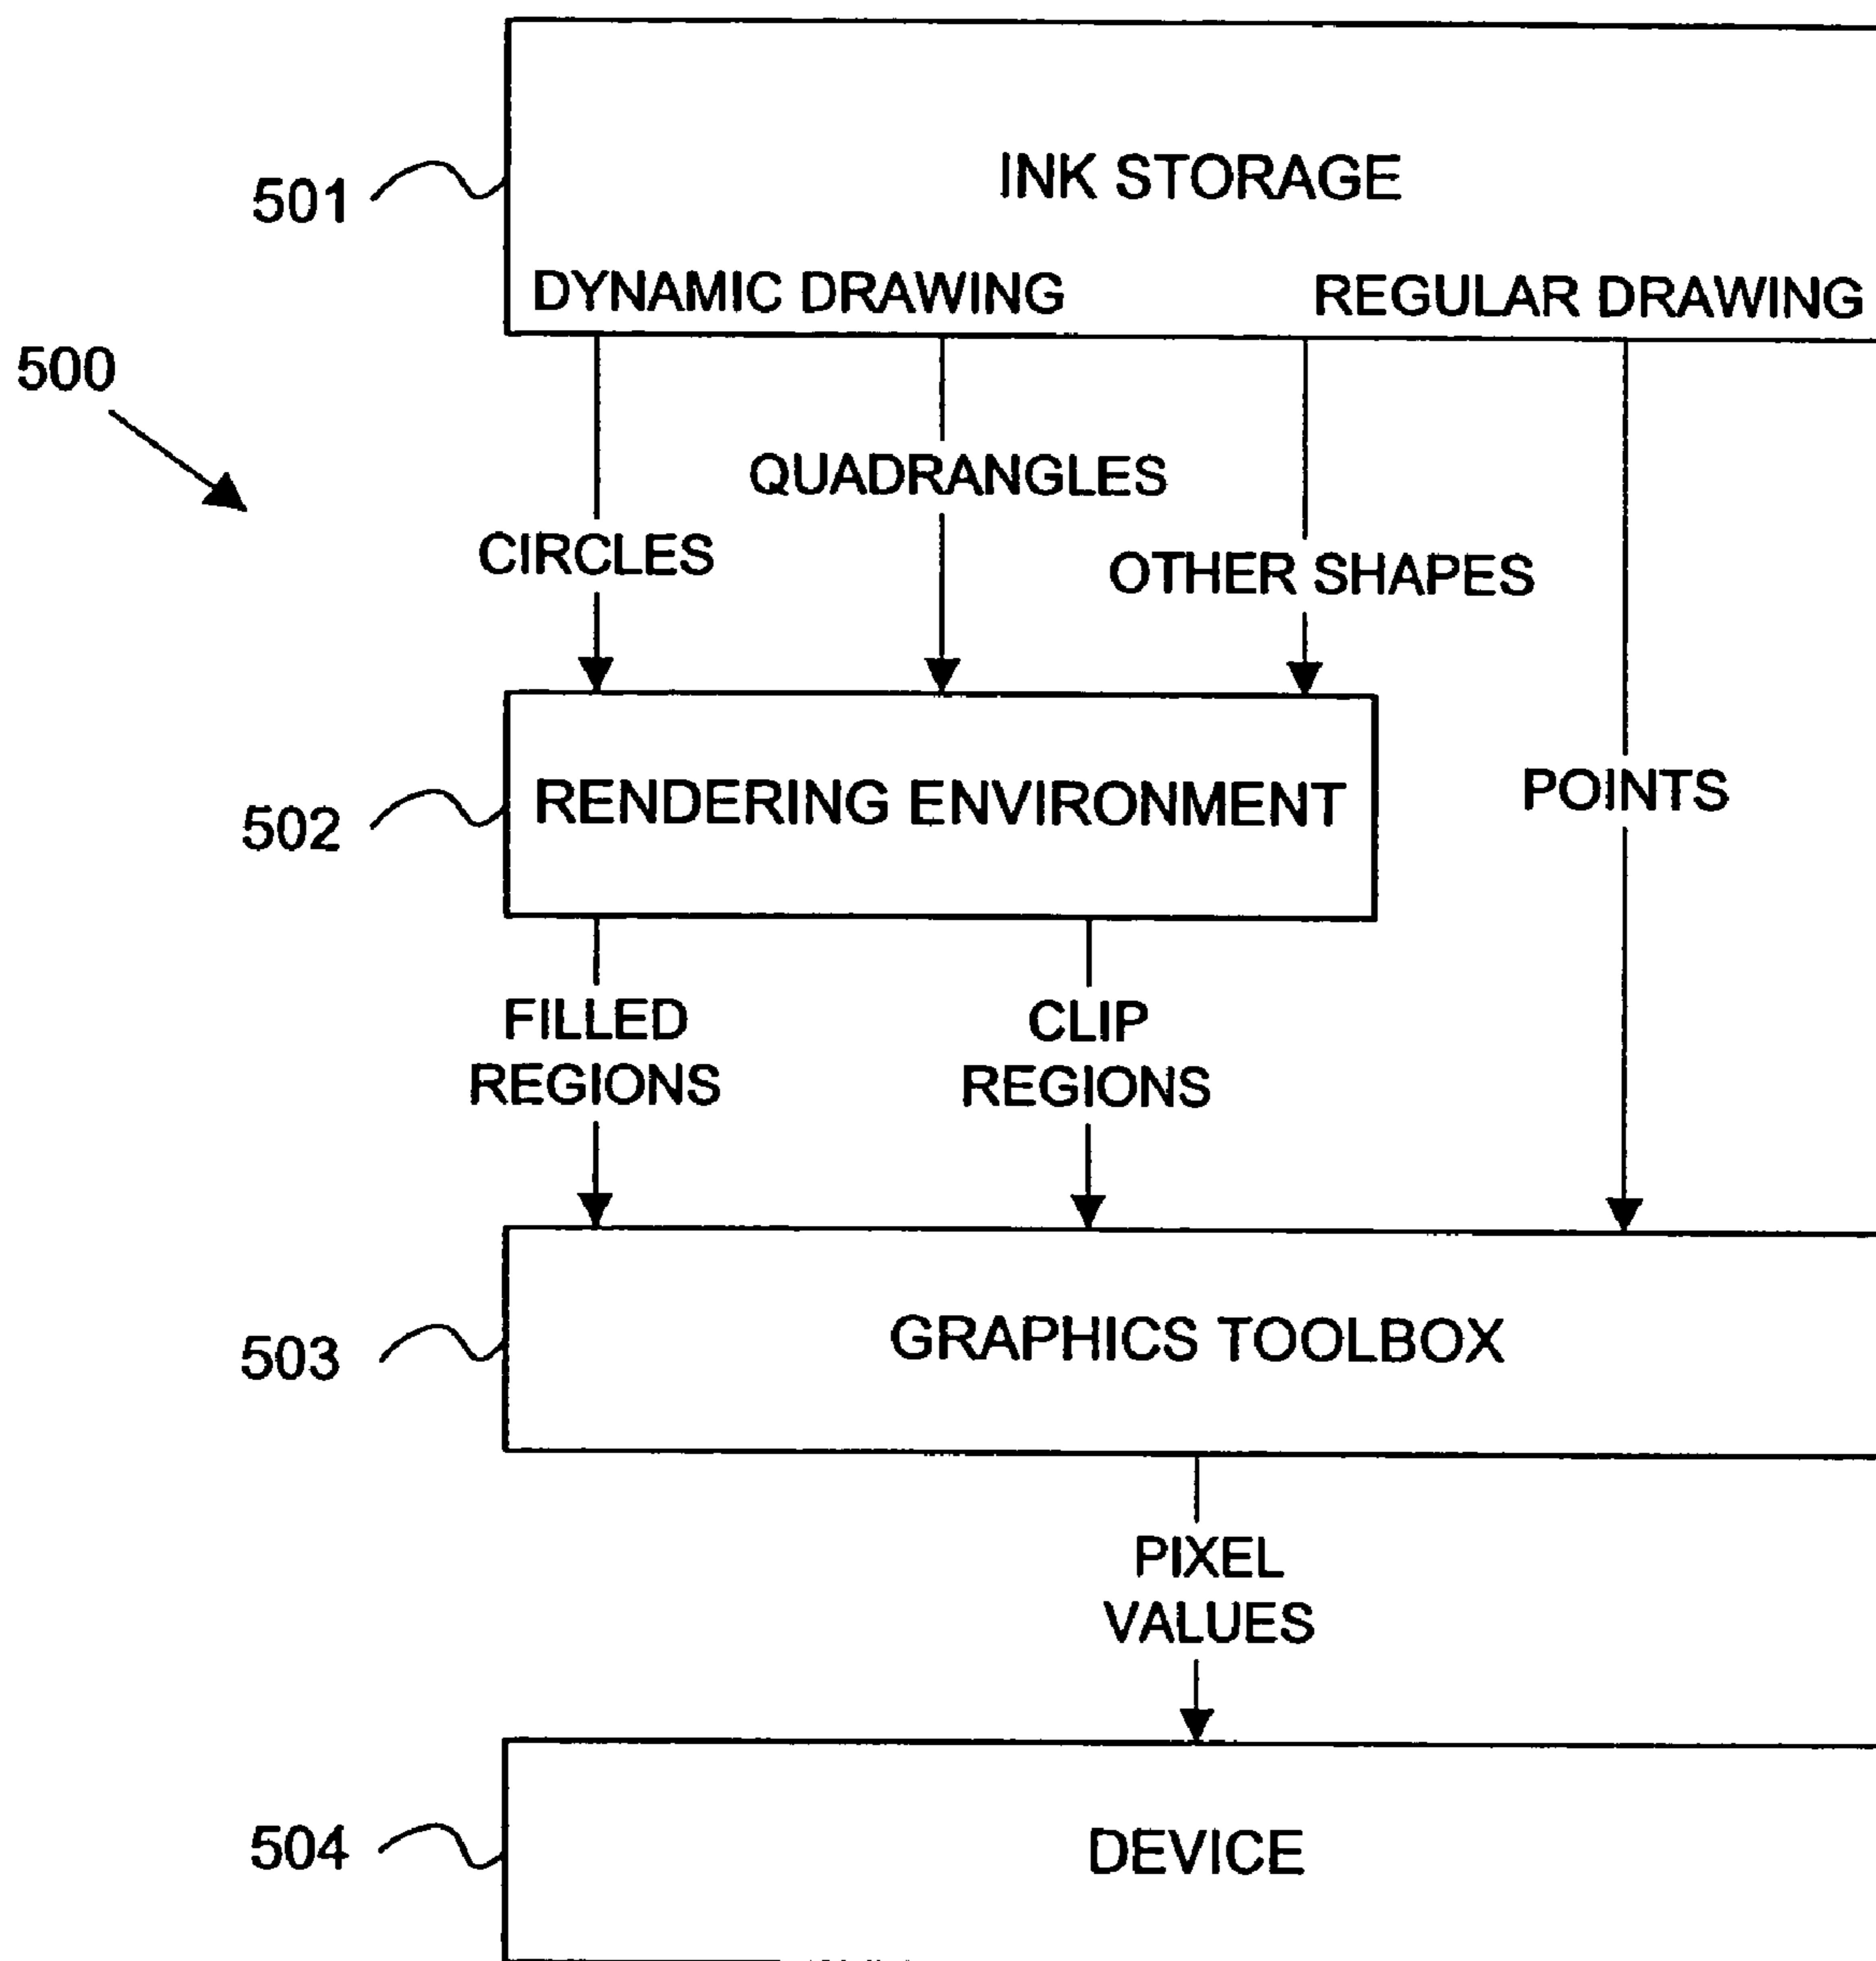 INK STORAGE
501
DYNAMIC DRAWING
REGULAR DRAWING
500
QUADRANGLES
CIRCLES
OTHER SHAPES
RENDERING ENVIRONMENT
POINTS
502
FILLED
REGIONS
CLIP
REGIONS
GRAPHICS TOOLBOX
503
PIXEL
VALUES
DEVICE
504